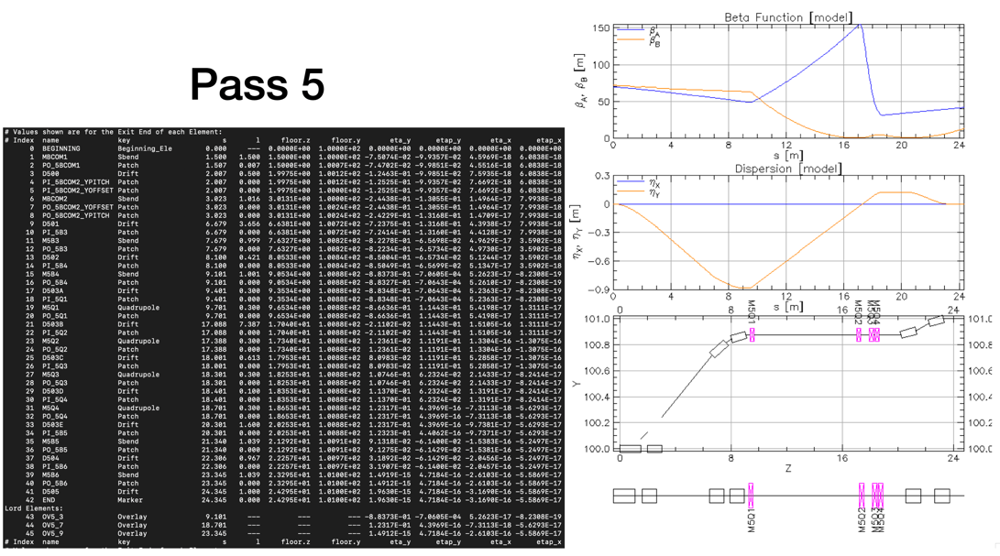 Pass 5
# Values shown are for the Exit End of each Element:
# Index name key s l floor.z floor.y eta_y etap_y eta_x etap_x
0 BEGINNING Beginning_Ele 0.000 --- 0.0000E+00 1.0000E+02 0.0000E+00 0.0000E+00 0.0000E+00 0.0000E+00
1 MBCOM1 Sbend 1.500 1.500 1.5000E+01 1.0000E+02 -7.5074E-02 -9.9357E-02 4.5969E-18 6.0838E-18
2 PO_5BCOM1 Patch 1.507 0.007 1.5000E+01 1.0000E+02 -7.4702E-02 -9.9851E-02 4.5516E-18 6.0838E-18
3 D500 Drift 2.007 0.500 1.9975E+01 1.0012E+02 -1.2463E-01 -9.9851E-02 7.5935E-18 6.0838E-18
4 PI_5BCOM2_YPITCH Patch 2.007 0.000 1.9975E+01 1.0012E+02 -1.2525E-01 -9.9357E-02 7.6692E-18 6.0838E-18
5 PI_5BCOM2_YOFFSET Patch 2.007 0.000 1.9975E+01 1.0012E+02 -1.2525E-01 -9.9357E-02 7.6692E-18 6.0838E-18
6 MBCOM2 Sbend 3.023 1.016 3.0131E+01 1.0000E+02 -2.4438E-01 -1.3055E-01 1.4964E-17 7.9938E-18
7 PO_5BCOM2_YOFFSET Patch 3.023 0.000 3.0131E+01 1.0024E+02 -2.4438E-01 -1.3055E-01 1.4964E-17 7.9938E-18
8 PO_5BCOM2_YPITCH Patch 3.023 0.000 3.0131E+01 1.0024E+02 -2.4229E-01 -1.3168E-01 1.4713E-17 7.9938E-18
9 D501 Drift 6.679 3.656 6.6381E+01 1.0072E+02 -7.2375E-01 -1.3168E-01 4.3938E-17 7.9938E-18
10 PI_5B3 Patch 6.679 0.000 6.6381E+01 1.0072E+02 -7.2414E-01 -1.3160E-01 4.4128E-17 7.9938E-18
11 M5B3 Sbend 7.679 0.999 7.6327E+01 1.0082E+02 -8.2278E-01 -6.5698E-02 4.9629E-17 3.5902E-18
12 PO_5B3 Patch 7.679 0.000 7.6327E+01 1.0082E+02 -8.2234E-01 -6.5734E-02 4.9730E-17 3.5902E-18
13 D502 Drift 8.100 0.421 8.0533E+01 1.0084E+02 -8.5004E-01 -6.5734E-02 5.1244E-17 3.5902E-18
14 PI_5B4 Patch 8.100 0.000 8.0533E+01 1.0084E+02 -8.5049E-01 -6.5699E-02 5.1345E-17 3.5902E-18
15 M5B4 Sbend 9.101 1.001 9.0534E+01 1.0088E+02 -8.8373E-01 -7.0605E-04 5.2623E-17 -8.2308E-19
16 PO_5B4 Patch 9.101 0.000 9.0534E+01 1.0088E+02 -8.8327E-01 -7.0643E-04 5.2610E-17 -8.2308E-19
17 D503A Drift 9.401 0.300 9.3534E+01 1.0088E+02 -8.8348E-01 -7.0643E-04 5.2363E-17 -8.2308E-19
18 PI_5Q1 Patch 9.401 0.000 9.3534E+01 1.0088E+02 -8.8348E-01 -7.0643E-04 5.2363E-17 -8.2308E-19
19 M5Q1 Quadrupole 9.701 0.300 9.6534E+01 1.0088E+02 -8.6636E-01 1.1443E-01 5.4198E-17 1.3111E-17
20 PO_5Q1 Patch 9.701 0.000 9.6534E+01 1.0088E+02 -8.6636E-01 1.1443E-01 5.4198E-17 1.3111E-17
21 D503B Drift 17.088 7.387 1.7040E+02 1.0088E+02 -2.1102E-02 1.1443E-01 1.5105E-16 1.3111E-17
22 PI_5Q2 Patch 17.088 0.000 1.7040E+02 1.0088E+02 -2.1102E-02 1.1443E-01 1.5105E-16 1.3111E-17
23 M5Q2 Quadrupole 17.388 0.300 1.7340E+02 1.0088E+02 1.1236E-02 1.1191E-01 1.3304E-16 -1.3075E-16
24 PO_5Q2 Patch 17.388 0.000 1.7340E+02 1.0088E+02 1.1236E-02 1.1191E-01 1.3304E-16 -1.3075E-16
25 D503C Drift 18.001 0.613 1.7953E+02 1.0088E+02 8.0983E-02 1.1191E-01 5.2858E-17 -1.3075E-16
26 PI_5Q3 Patch 18.001 0.000 1.7953E+02 1.0088E+02 8.0983E-02 1.1191E-01 5.2858E-17 -1.3075E-16
27 M5Q3 Quadrupole 18.301 0.300 1.8253E+02 1.0088E+02 1.0746E-01 6.2324E-02 2.1433E-17 -8.2414E-17
28 PO_5Q3 Patch 18.301 0.000 1.8253E+02 1.0088E+02 1.0746E-01 6.2324E-02 2.1433E-17 -8.2414E-17
29 D503D Drift 18.401 0.100 1.8353E+02 1.0088E+02 1.1370E-01 6.2324E-02 1.3191E-17 -8.2414E-17
30 PI_5Q4 Patch 18.401 0.000 1.8353E+02 1.0088E+02 1.1370E-01 6.2324E-02 1.3191E-17 -8.2414E-17
31 M5Q4 Quadrupole 18.701 0.300 1.8653E+02 1.0088E+02 1.2317E-01 4.3969E-16 -7.3113E-18 -5.6293E-17
32 PO_5Q4 Patch 18.701 0.000 1.8653E+02 1.0088E+02 1.2317E-01 4.3969E-16 -7.3113E-18 -5.6293E-17
33 D503E Drift 20.301 1.600 2.0253E+02 1.0088E+02 1.2317E-01 4.3969E-16 -9.7381E-17 -5.6293E-17
34 PI_5B5 Patch 20.301 0.000 2.0253E+02 1.0088E+02 1.2323E-01 4.4062E-16 -9.7371E-17 -5.6293E-17
35 M5B5 Sbend 21.340 1.039 2.1292E+02 1.0091E+02 9.1318E-02 -6.1400E-02 -1.5383E-16 -5.2497E-17
36 PO_5B5 Patch 21.340 0.000 2.1292E+02 1.0091E+02 9.1275E-02 -6.1429E-02 -1.5381E-16 -5.2497E-17
37 D504 Drift 22.306 0.967 2.2257E+02 1.0097E+02 3.1892E-02 -6.1429E-02 -2.0456E-16 -5.2497E-17
38 PI_5B6 Patch 22.306 0.000 2.2257E+02 1.0097E+02 3.1907E-02 -6.1400E-02 -2.0457E-16 -5.2497E-17
39 M5B6 Sbend 23.345 1.039 2.3295E+02 1.0100E+02 1.4919E-15 4.7184E-16 -2.6103E-16 -5.5869E-17
40 PO_5B6 Patch 23.345 0.000 2.3295E+02 1.0100E+02 1.4912E-15 4.7184E-16 -2.6103E-16 -5.5869E-17
41 D505 Drift 24.345 1.000 2.4295E+02 1.0100E+02 1.9630E-15 4.7184E-16 -3.1690E-16 -5.5869E-17
42 END Marker 24.345 0.000 2.4295E+02 1.0100E+02 1.9630E-15 4.7184E-16 -3.1690E-16 -5.5869E-17
Lord Elements:
43 OV5_3 Overlay 9.101 --- --- --- -8.8373E-01 -7.0605E-04 5.2623E-17 -8.2308E-19
44 OV5_7 Overlay 18.701 --- --- --- 1.2317E-01 4.3969E-16 -7.3113E-18 -5.6293E-17
45 OV5_9 Overlay 23.345 --- --- --- 1.4912E-15 4.7184E-16 -2.6103E-16 -5.5869E-17
# Index name key s l floor.z floor.y eta_y etap_y eta_x etap_x
Beta Function [model]
150
100
50
0
β_A
β_B
β_A, β_B [m]
0 4 8 12 16 20 24
s [m]
Dispersion [model]
0.3
0
-0.3
-0.6
-0.9
η_X
η_Y
η_X, η_Y [m]
0 4 8 12 16 20 24
s [m]
M5Q1 M5Q2 M5Q3 M5Q4
101.0 101.0
100.8 100.8
100.6 100.6
100.4 100.4
100.2 100.2
100.0 100.0
Y
0 8 16 24
Z
M5Q1 M5Q2 M5Q3 M5Q4